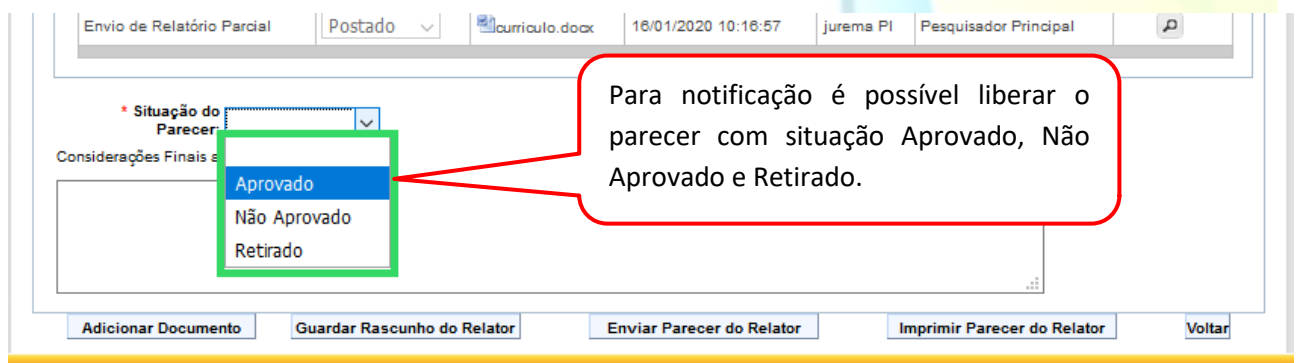 Envio de Relatório Parcial Postado curriculo.docx 16/01/2020 10:16:57 jurema PI Pesquisador Principal
* Situação do
Parecer:
Considerações Finais a
Aprovado
Não Aprovado
Retirado
Para notificação é possível liberar o
parecer com situação Aprovado, Não
Aprovado e Retirado.
Adicionar Documento Guardar Rascunho do Relator Enviar Parecer do Relator Imprimir Parecer do Relator Voltar